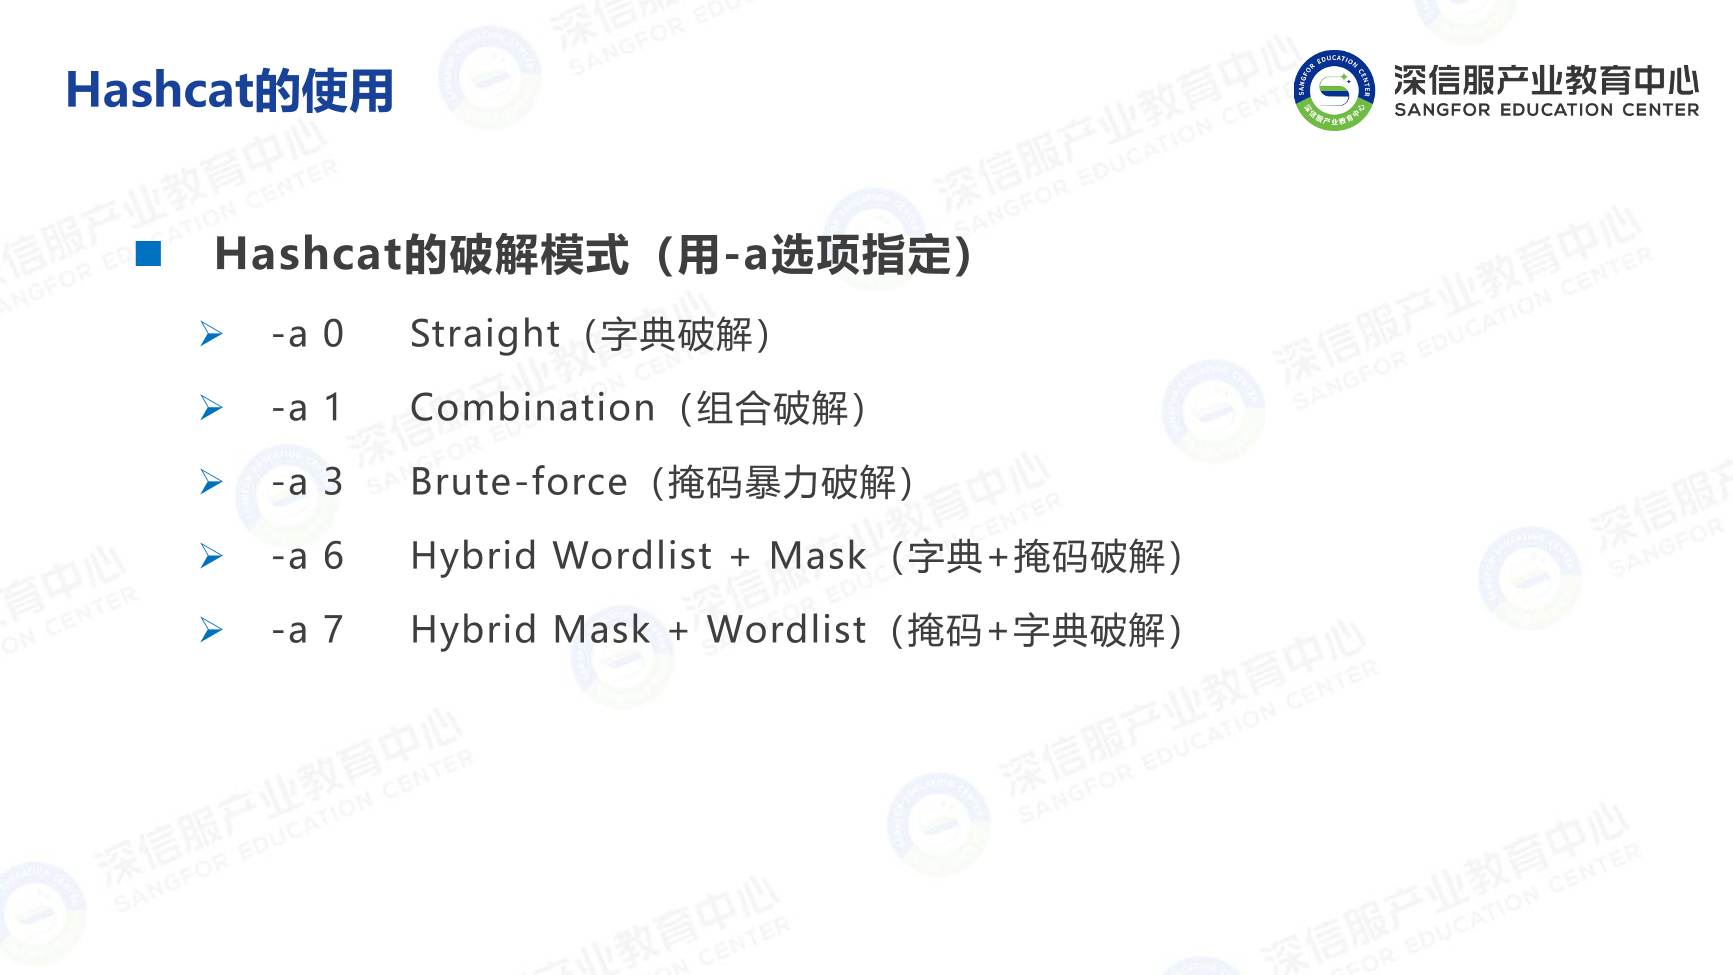 Hashcat的使用
深信服产业教育中心
SANGFOR EDUCATION CENTER
Hashcat的破解模式（用-a选项指定）
-a 0 Straight（字典破解）
-a 1 Combination（组合破解）
-a 3 Brute-force（掩码暴力破解）
-a 6 Hybrid Wordlist + Mask（字典+掩码破解）
-a 7 Hybrid Mask + Wordlist（掩码+字典破解）